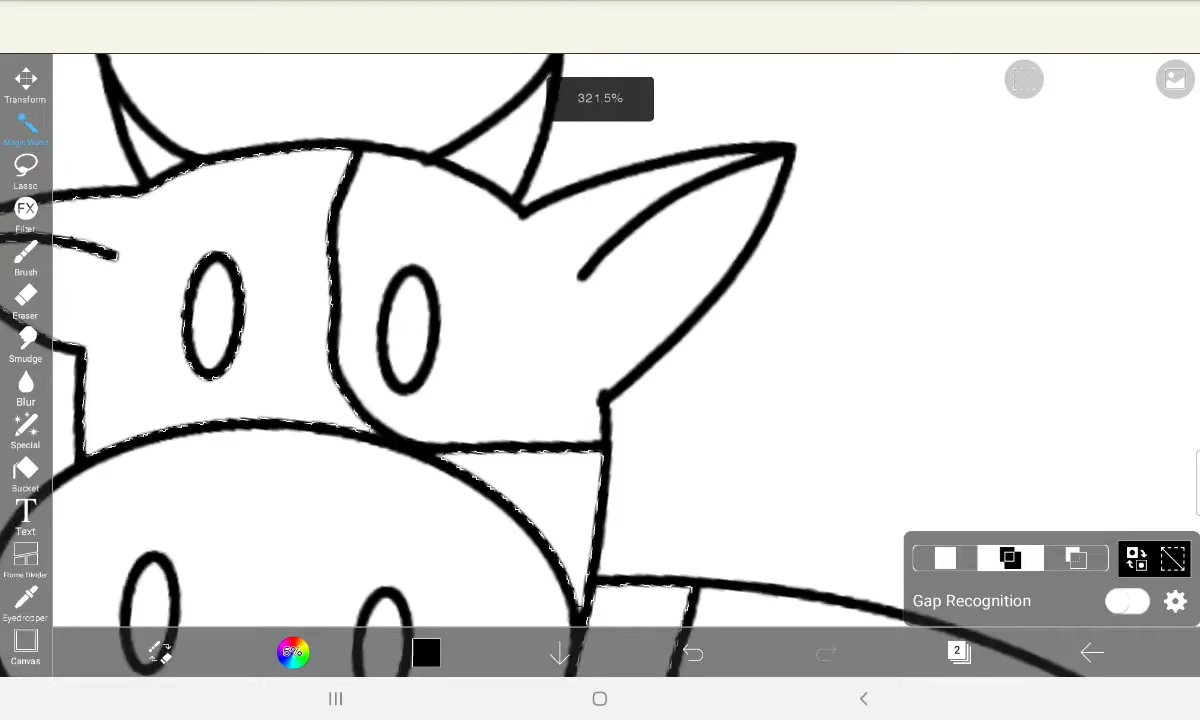 321.5%
Transform
Magic Wand
Lasso
FX
Filter
Brush
Eraser
Smudge
Blur
Special
Bucket
T
Text
Frame Divider
Eyedropper
Canvas
Gap Recognition
5%
2